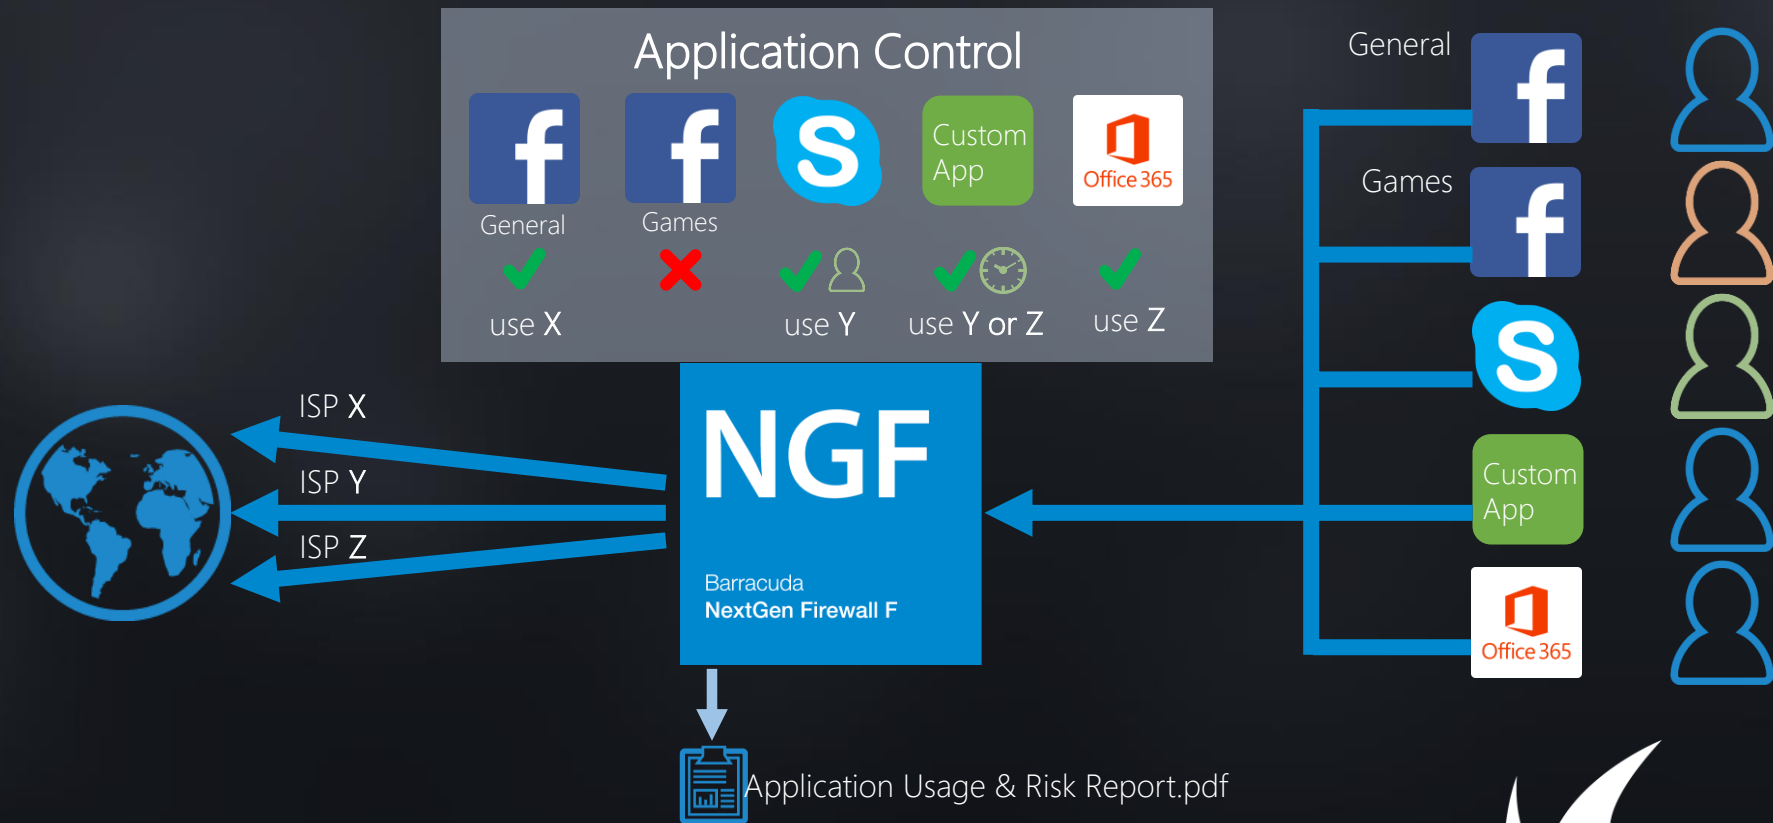 Application Control
General
Games
Custom
App
Office 365
use X
use Y
use Y or Z
use Z
ISP X
ISP Y
ISP Z
NGF
Barracuda
NextGen Firewall F
Application Usage & Risk Report.pdf
General
Games
Custom
App
Office 365